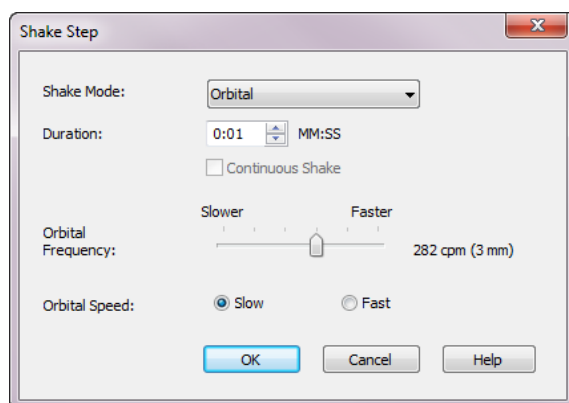 Shake Step
Shake Mode: Orbital
Duration: 0:01 MM:SS
Continuous Shake
Slower Faster
Orbital
Frequency: 282 cpm (3 mm)
Orbital Speed: Slow Fast
OK Cancel Help